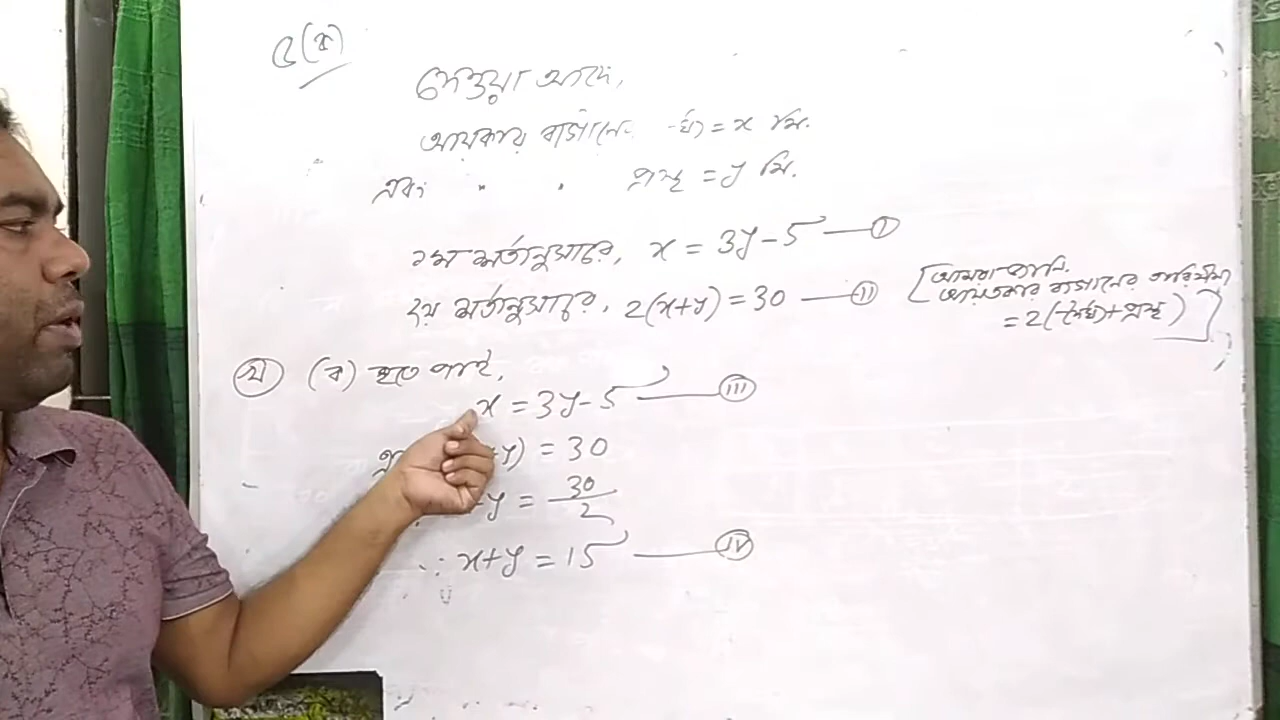 ৫(ক)
দেওয়া আছে,
আয়তকার বাগানের দৈর্ঘ্য = x মি.
এবং " " প্রস্থ = y মি.
১ম শর্তানুসারে, x = 3y-5 — (I)
২য় শর্তানুসারে, 2(x+y) = 30 — (II) [আমরা জানি,
আয়তকার বাগানের পরিসীমা
= 2(দৈর্ঘ্য + প্রস্থ)]
(খ) (ক) হতে পাই,
x = 3y-5 — (III)
y) = 30
+y = 30/2
∴ x+y = 15 — (IV)